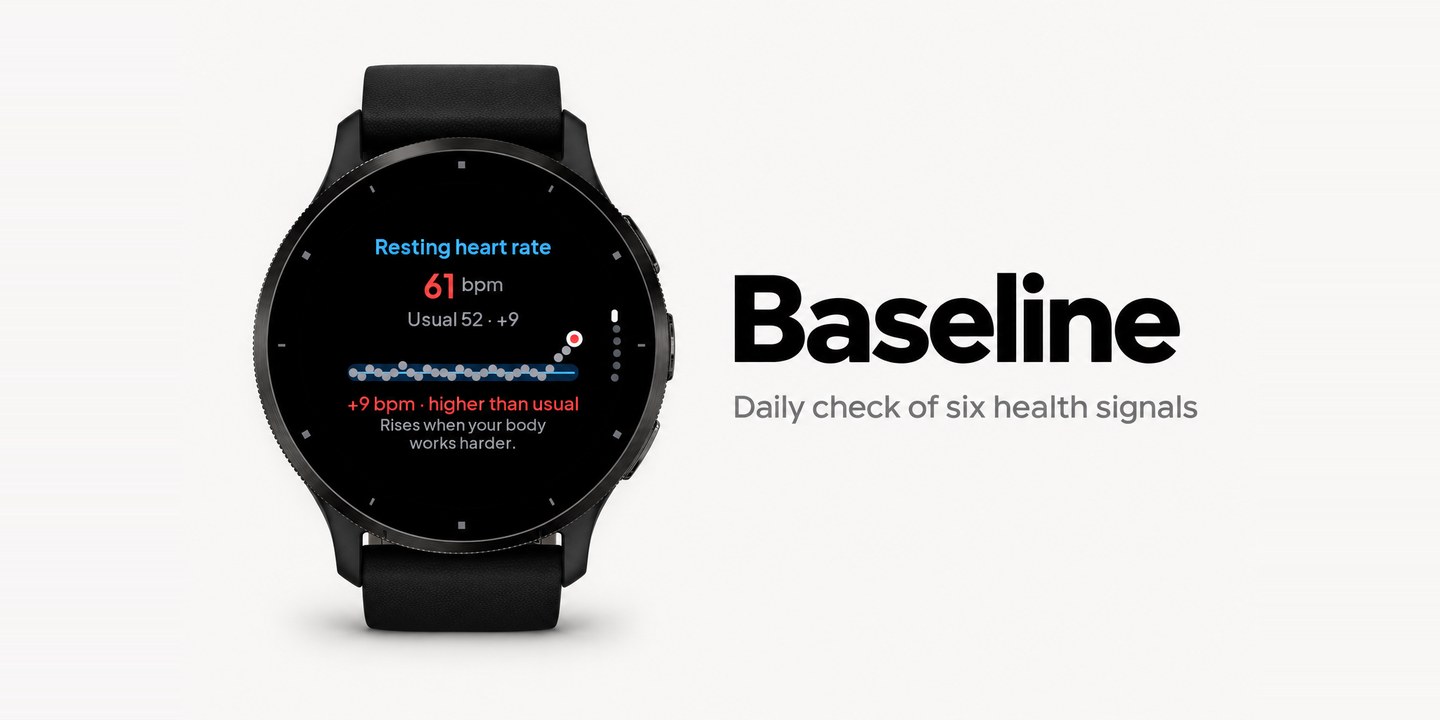 Resting heart rate
61 bpm
Usual 52 · +9
+9 bpm · higher than usual
Rises when your body
works harder.
Baseline
Daily check of six health signals